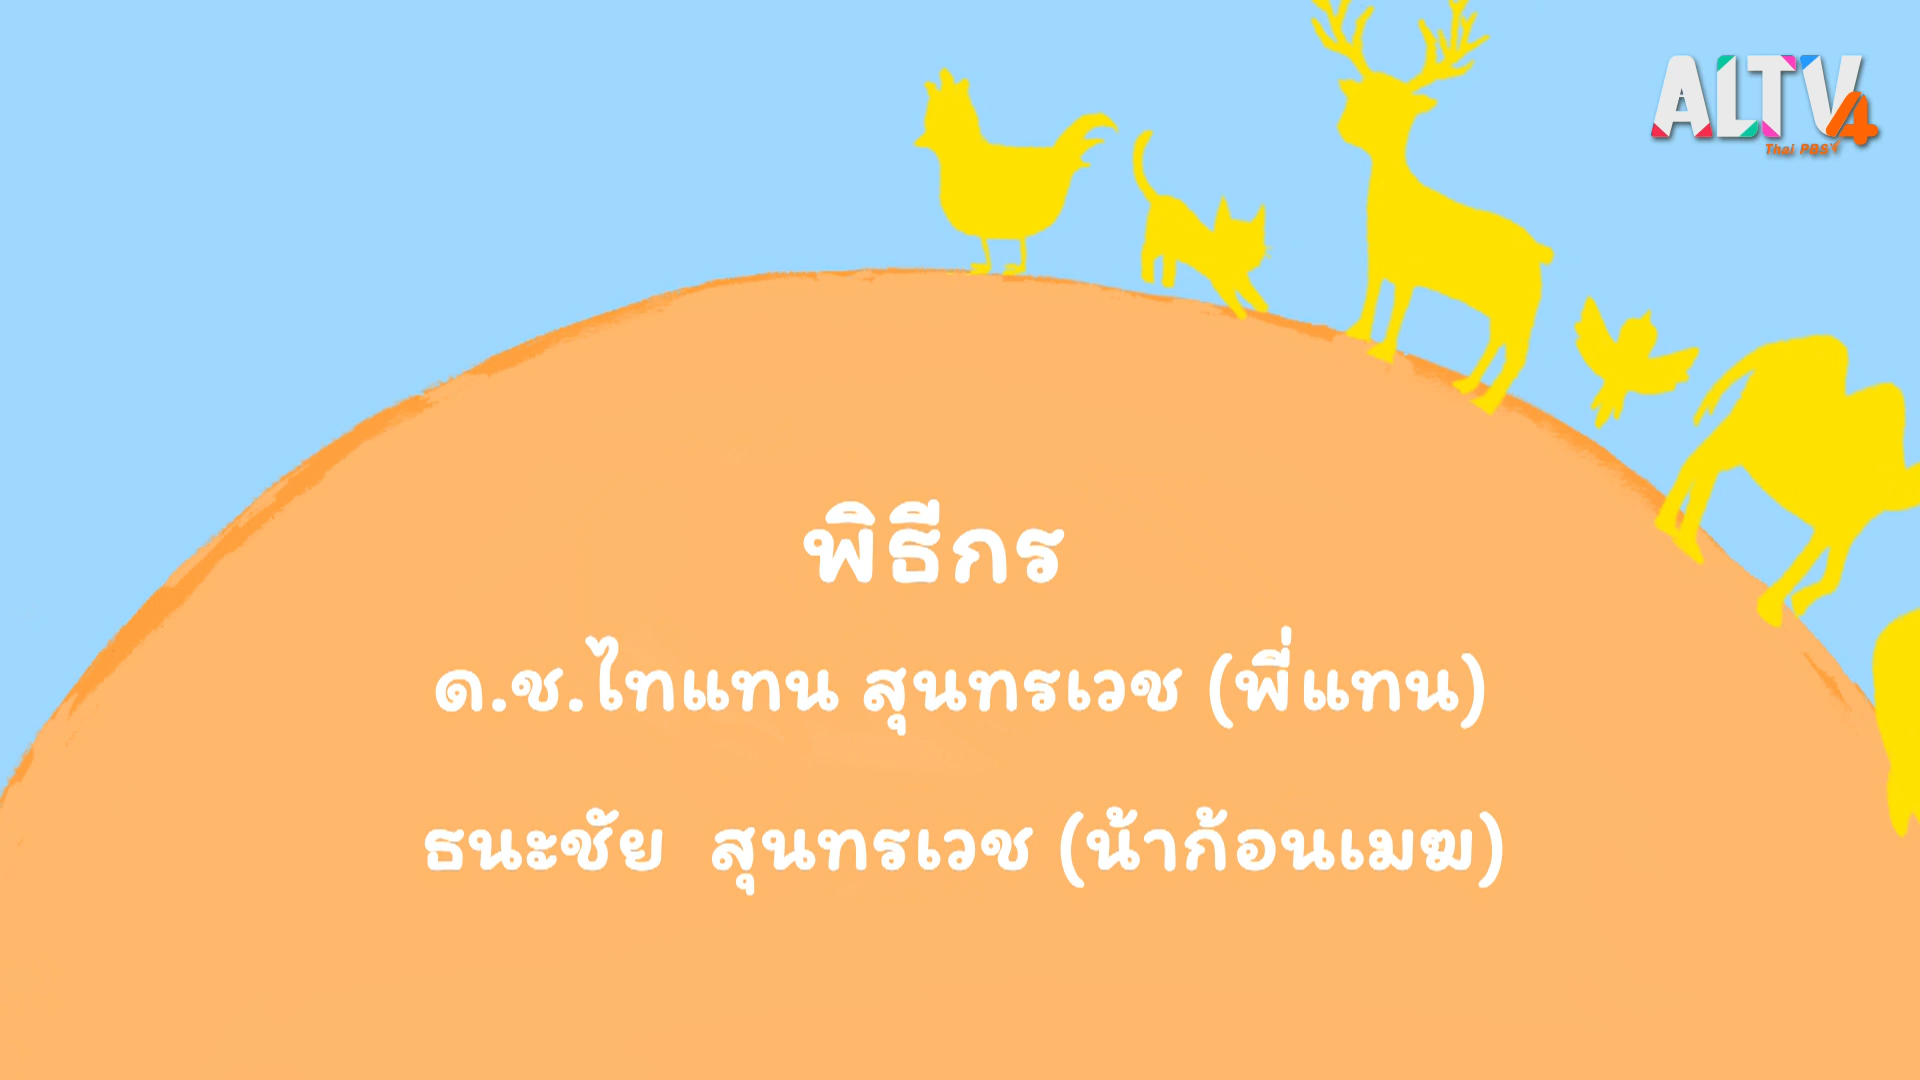 ALTV4
Thai PBS
พิธีกร
ด.ช.ไทแทน สุนทรเวช (พี่แทน)
ธนะชัย สุนทรเวช (น้าก้อนเมฆ)